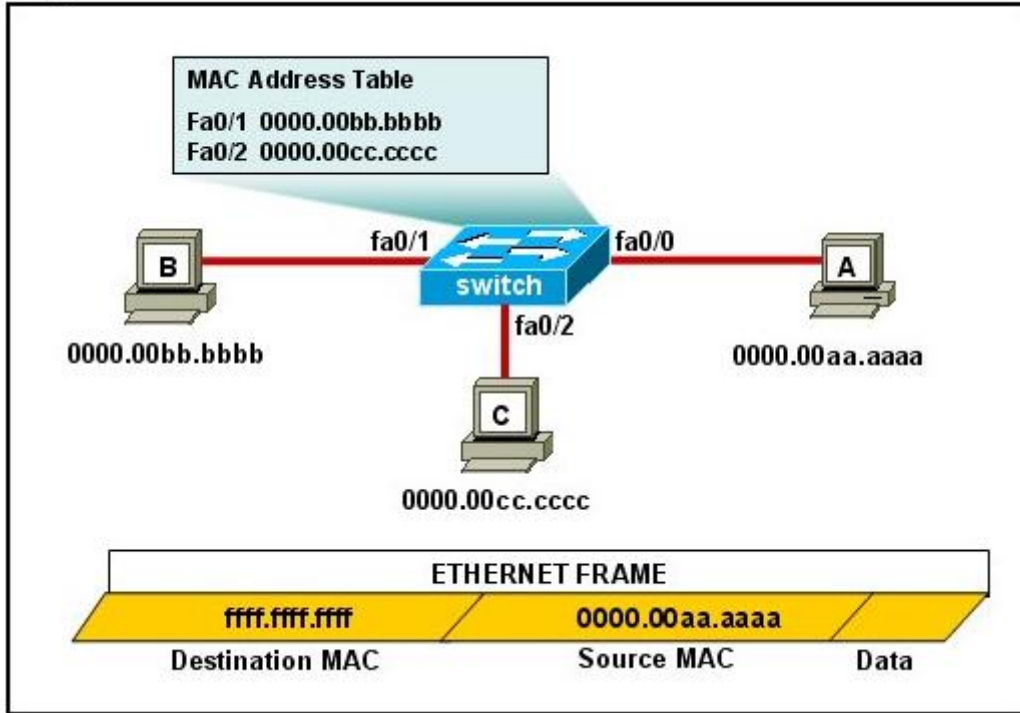 MAC Address Table
Fa0/1 0000.00bb.bbbb
Fa0/2 0000.00cc.cccc
fa0/1
fa0/0
B
A
switch
fa0/2
0000.00bb.bbbb
0000.00aa.aaaa
C
0000.00cc.cccc
ETHERNET FRAME
ffff.ffff.ffff
0000.00aa.aaaa
Destination MAC
Source MAC
Data